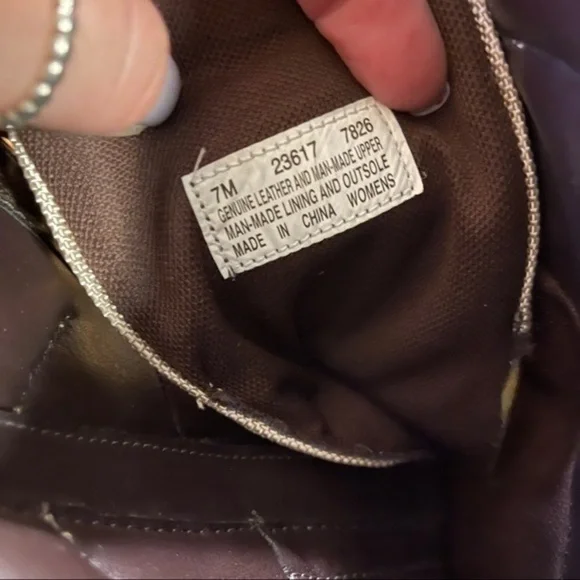 7M 23617 7826
GENUINE LEATHER AND MAN-MADE UPPER
MAN-MADE LINING AND OUTSOLE
MADE IN CHINA WOMENS